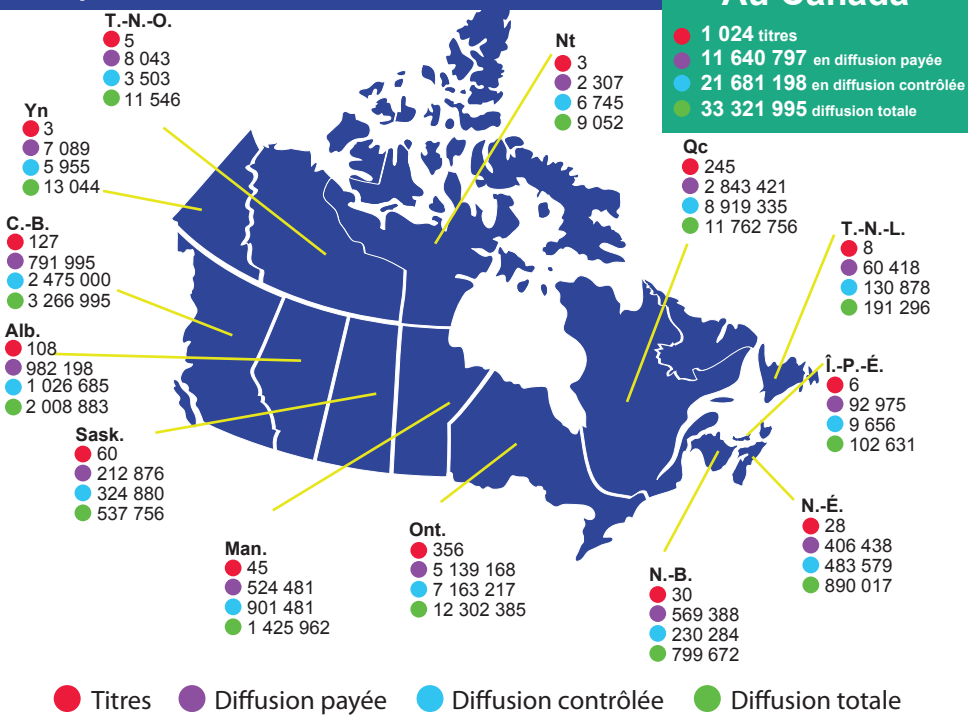 Au Canada
1 024 titres
11 640 797 en diffusion payée
21 681 198 en diffusion contrôlée
33 321 995 diffusion totale
T.-N.-O.
5
8 043
3 503
11 546
Nt
3
2 307
6 745
9 052
Yn
3
7 089
5 955
13 044
Qc
245
2 843 421
8 919 335
11 762 756
C.-B.
127
791 995
2 475 000
3 266 995
T.-N.-L.
8
60 418
130 878
191 296
Alb.
108
982 198
1 026 685
2 008 883
Î.-P.-É.
6
92 975
9 656
102 631
Sask.
60
212 876
324 880
537 756
N.-É.
28
406 438
483 579
890 017
Man.
45
524 481
901 481
1 425 962
Ont.
356
5 139 168
7 163 217
12 302 385
N.-B.
30
569 388
230 284
799 672
Titres Diffusion payée Diffusion contrôlée Diffusion totale